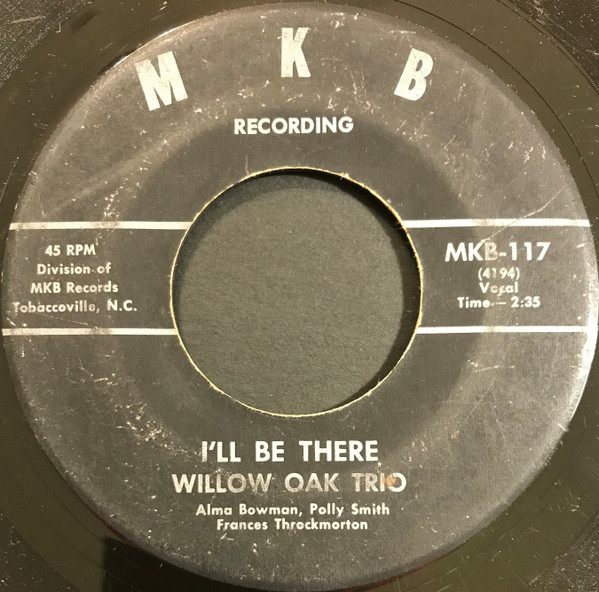 MKB
RECORDING
45 RPM
Division of
MKB Records
Tobaccoville, N.C.
MKB-117
(4194)
Vocal
Time — 2:35
I'LL BE THERE
WILLOW OAK TRIO
Alma Bowman, Polly Smith
Frances Throckmorton